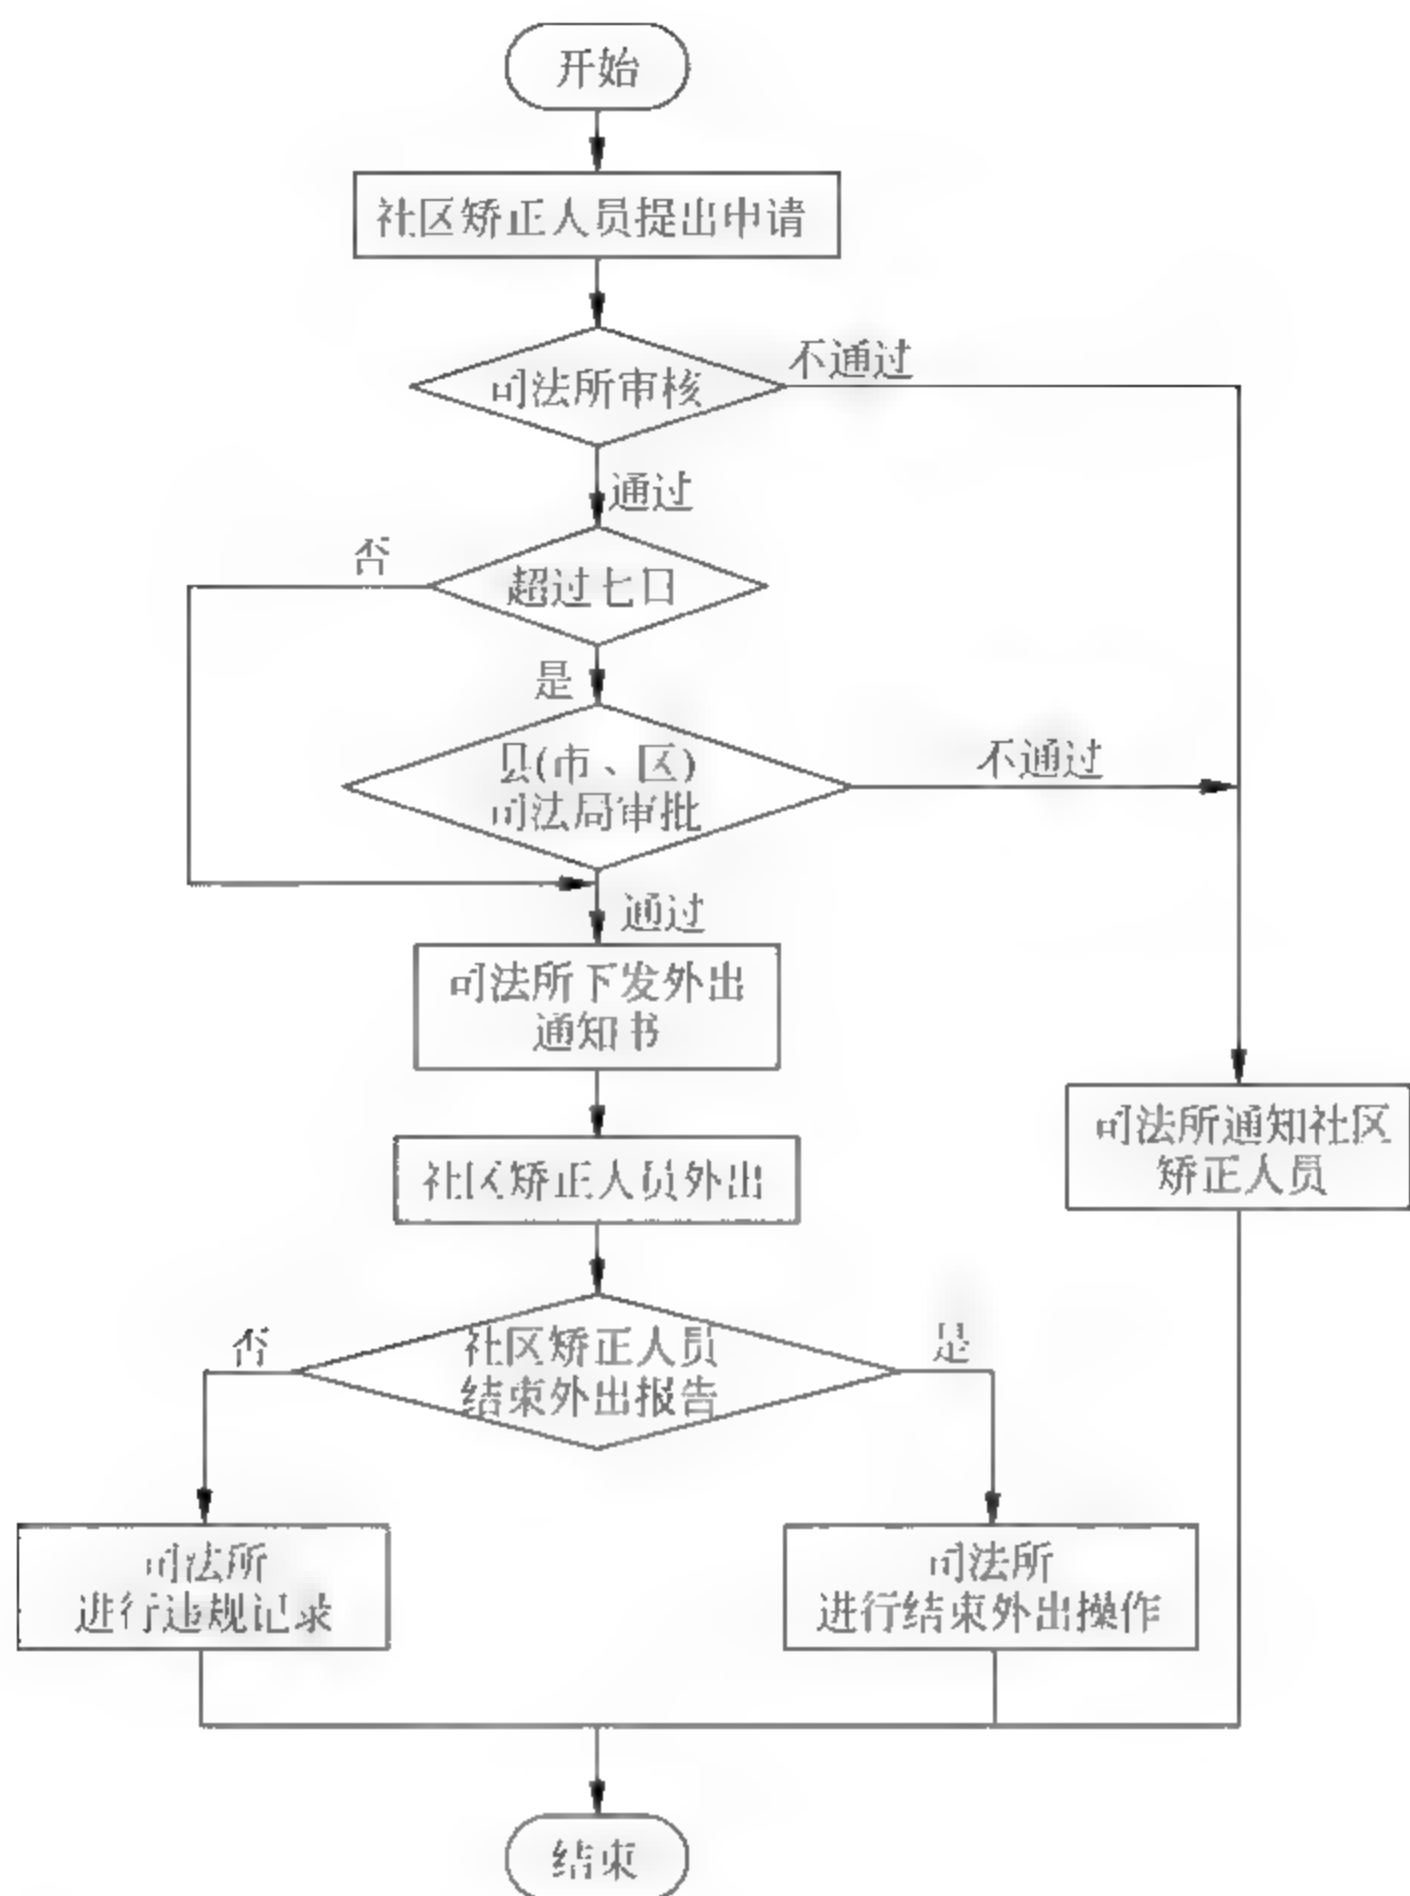 开始
社区矫正人员提出申请
司法所审核
不通过
通过
否
超过七日
是
县(市、区)
司法局审批
不通过
通过
司法所下发外出
通知书
司法所通知社区
矫正人员
社区矫正人员外出
否
社区矫正人员
结束外出报告
是
司法所
进行违规记录
司法所
进行结束外出操作
结束